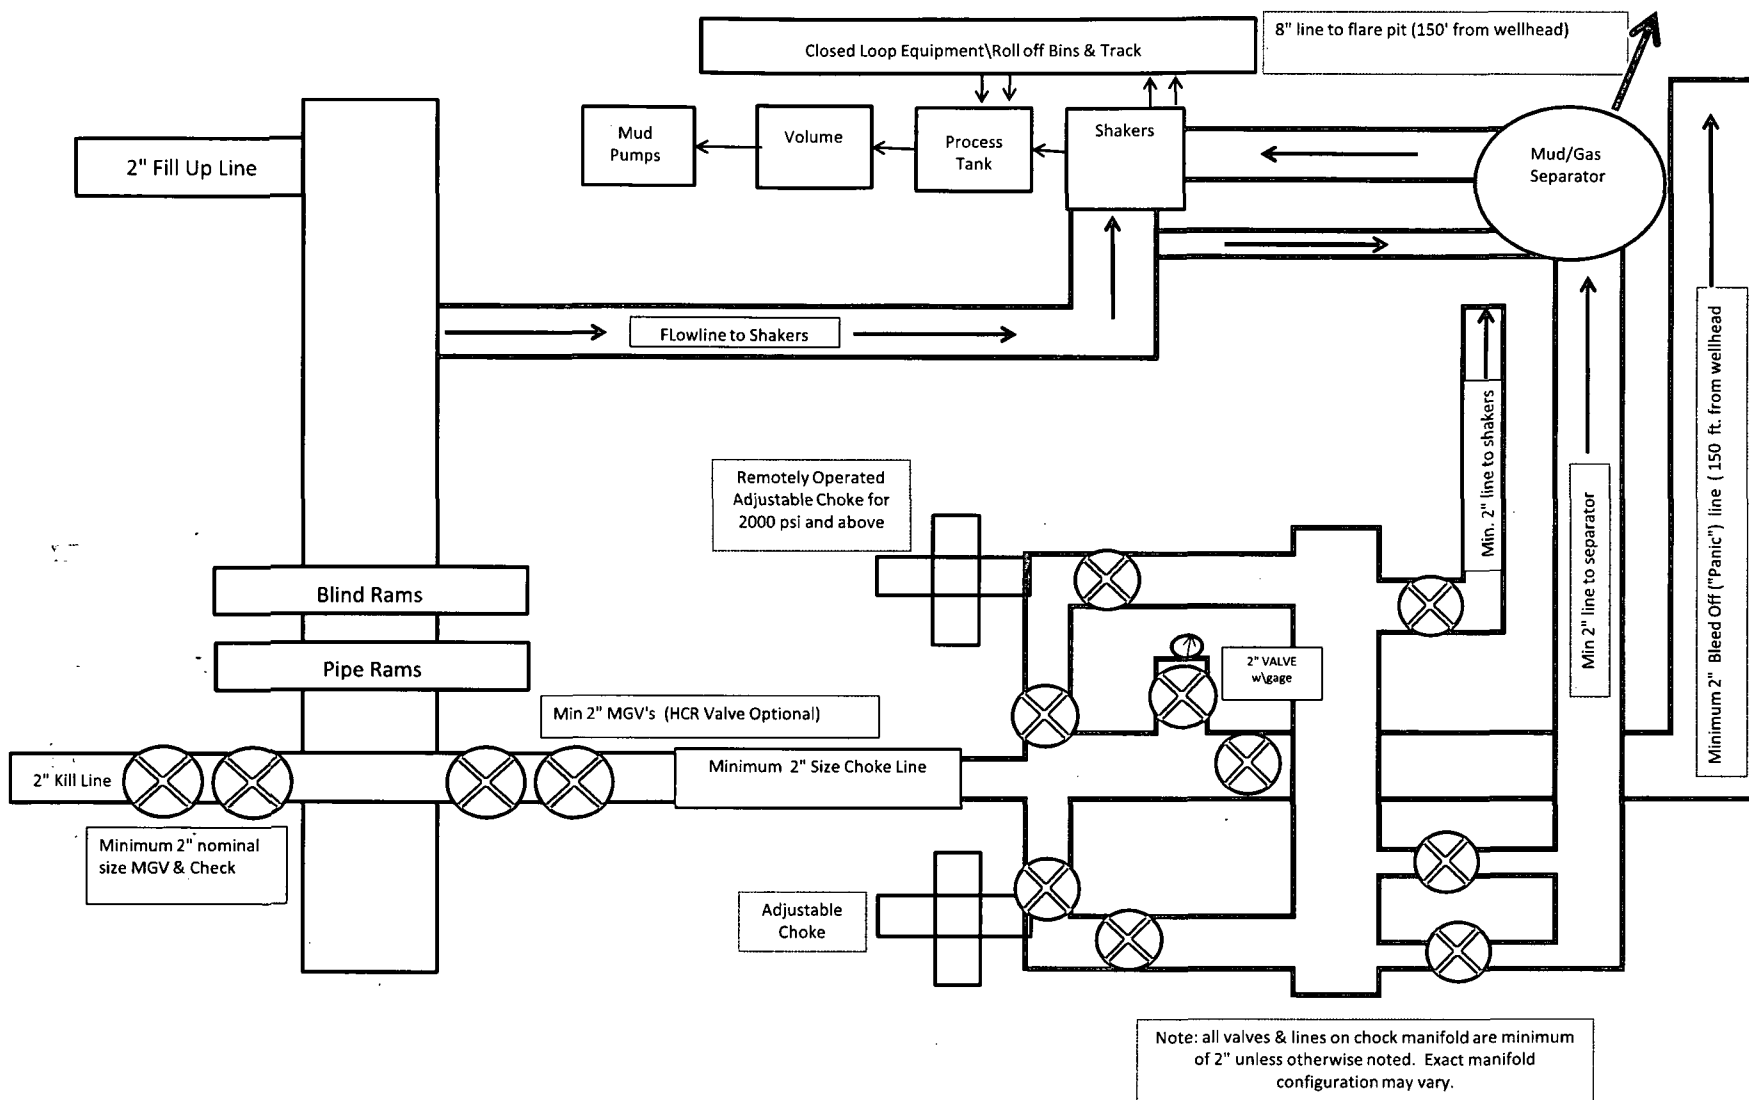 Closed Loop Equipment\Roll off Bins & Track
8" line to flare pit (150' from wellhead)
Mud
Pumps
Volume
Process
Tank
Shakers
Mud/Gas
Separator
2" Fill Up Line
FLowline to Shakers
Min. 2" line to shakers
Min 2" line to separator
Minimum 2" Bleed Off ("Panic") line ( 150 ft. from wellhead
Remotely Operated
Adjustable Choke for
2000 psi and above
Blind Rams
Pipe Rams
2" VALVE
w\gage
Min 2" MGV's (HCR Valve Optional)
2" Kill Line
Minimum 2" Size Choke Line
Minimum 2" nominal
size MGV & Check
Adjustable
Choke
Note: all valves & lines on chock manifold are minimum
of 2" unless otherwise noted. Exact manifold
configuration may vary.